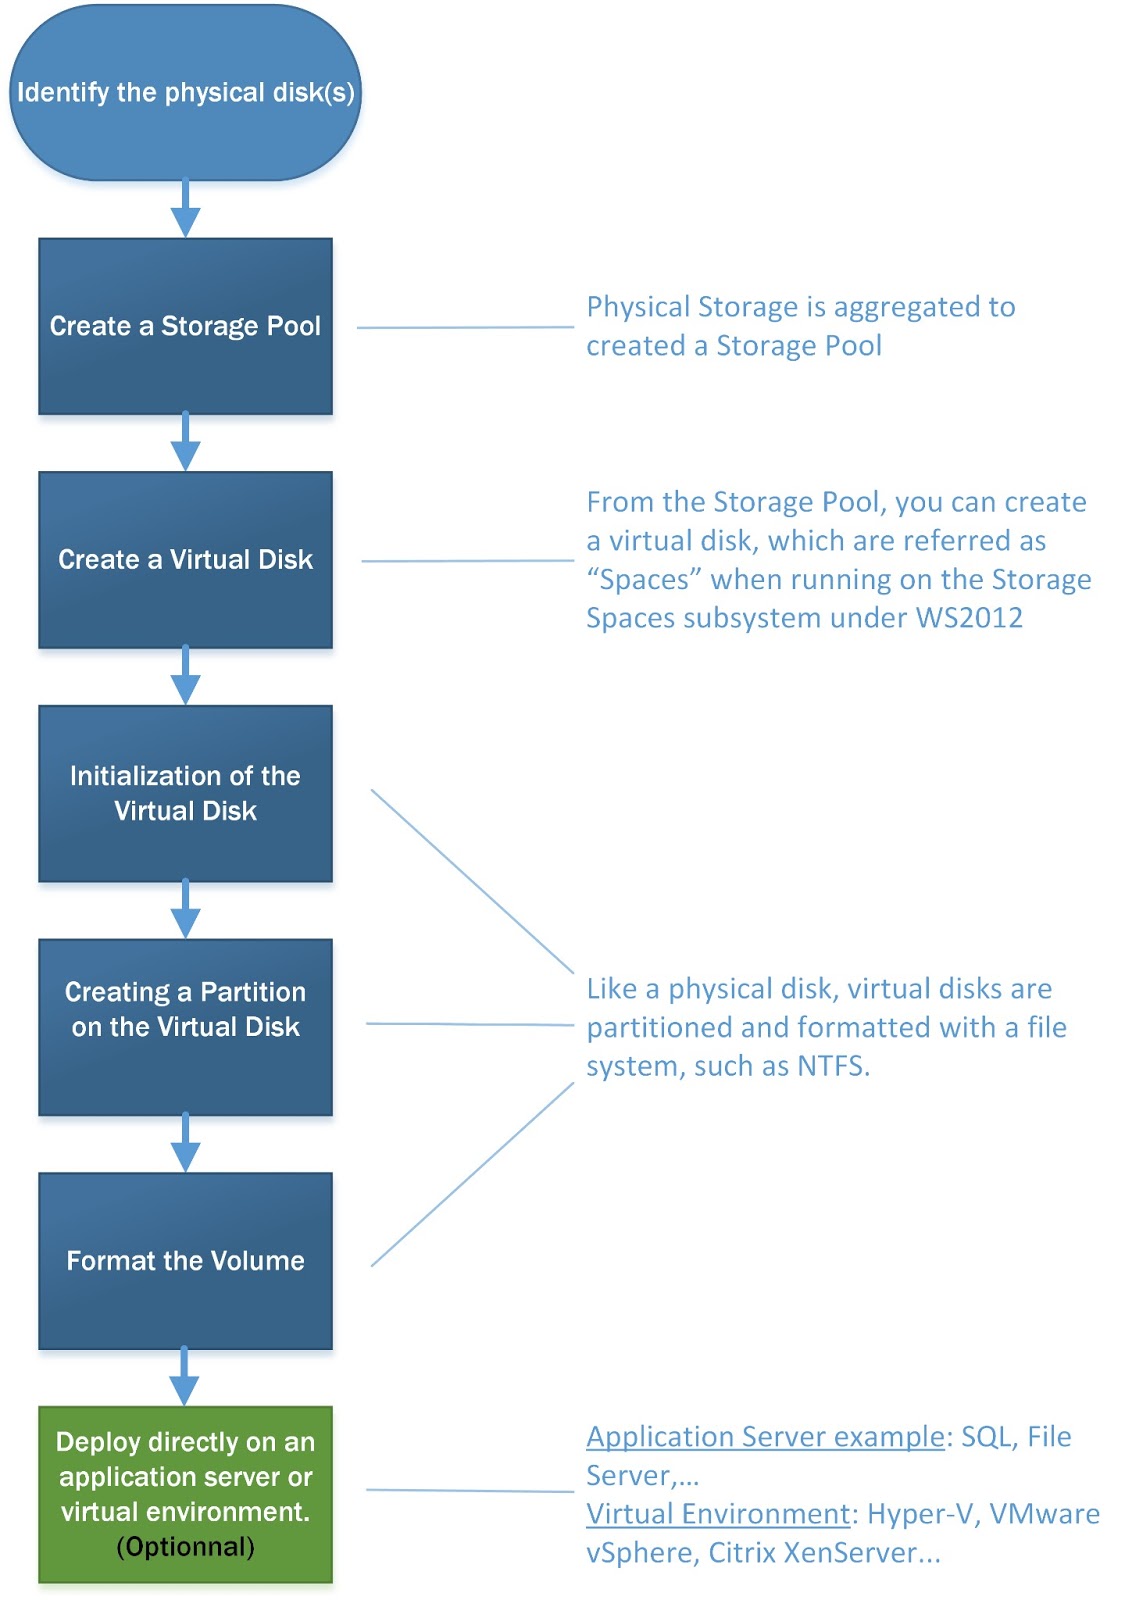 Identify the physical disk(s)
Create a Storage Pool
Physical Storage is aggregated to
created a Storage Pool
Create a Virtual Disk
From the Storage Pool, you can create
a virtual disk, which are referred as
“Spaces” when running on the Storage
Spaces subsystem under WS2012
Initialization of the
Virtual Disk
Creating a Partition
on the Virtual Disk
Like a physical disk, virtual disks are
partitioned and formatted with a file
system, such as NTFS.
Format the Volume
Deploy directly on an
application server or
virtual environment.
(Optionnal)
Application Server example: SQL, File
Server,...
Virtual Environment: Hyper-V, VMware
vSphere, Citrix XenServer...